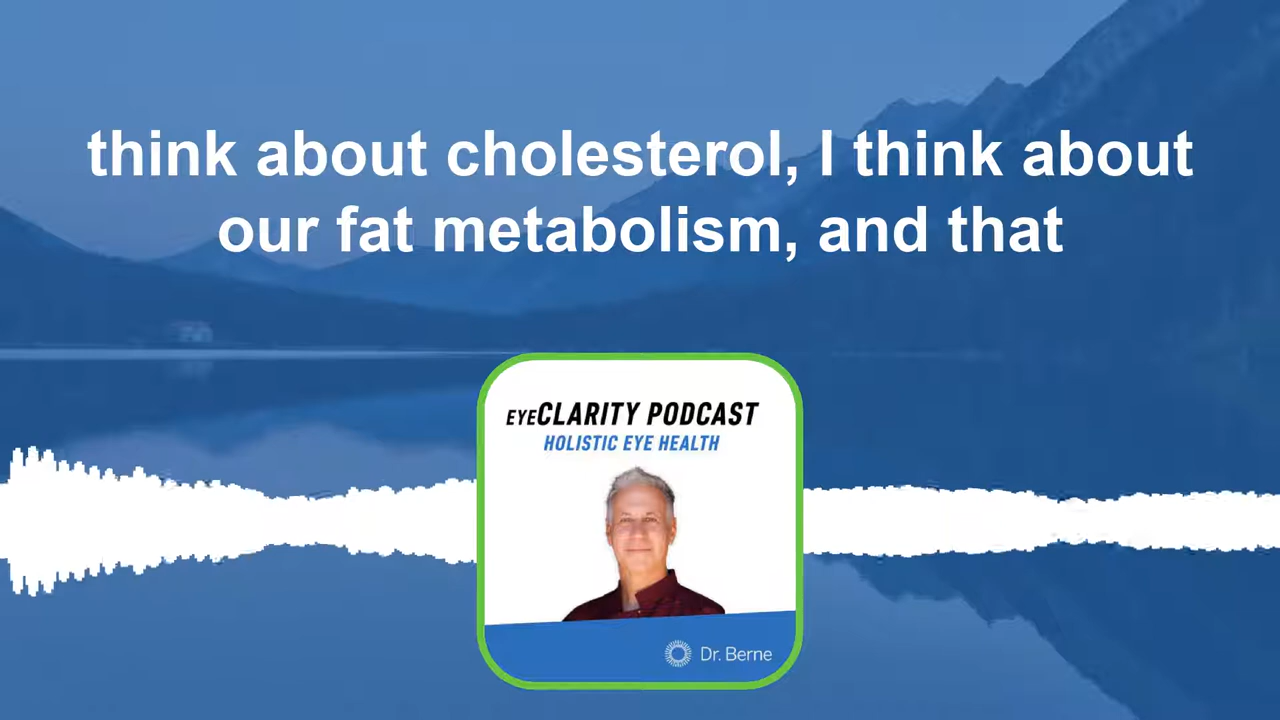 think about cholesterol, I think about
our fat metabolism, and that
EYECLARITY PODCAST
HOLISTIC EYE HEALTH
Dr. Berne